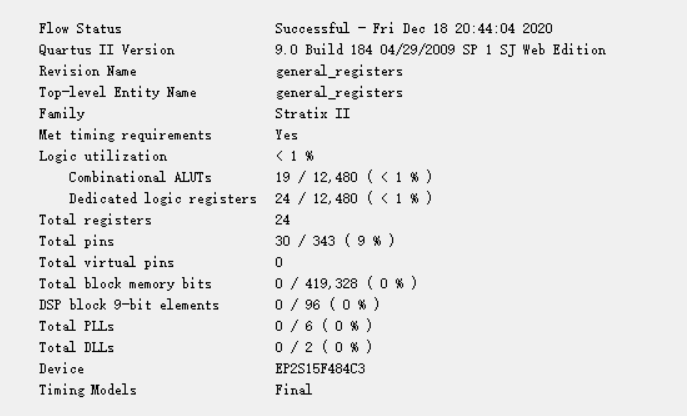 Flow Status Successful - Fri Dec 18 20:44:04 2020
Quartus II Version 9.0 Build 184 04/29/2009 SP 1 SJ Web Edition
Revision Name general_registers
Top-level Entity Name general_registers
Family Stratix II
Met timing requirements Yes
Logic utilization < 1 %
Combinational ALUTs 19 / 12,480 ( < 1 % )
Dedicated logic registers 24 / 12,480 ( < 1 % )
Total registers 24
Total pins 30 / 343 ( 9 % )
Total virtual pins 0
Total block memory bits 0 / 419,328 ( 0 % )
DSP block 9-bit elements 0 / 96 ( 0 % )
Total PLLs 0 / 6 ( 0 % )
Total DLLs 0 / 2 ( 0 % )
Device EP2S15F484C3
Timing Models Final